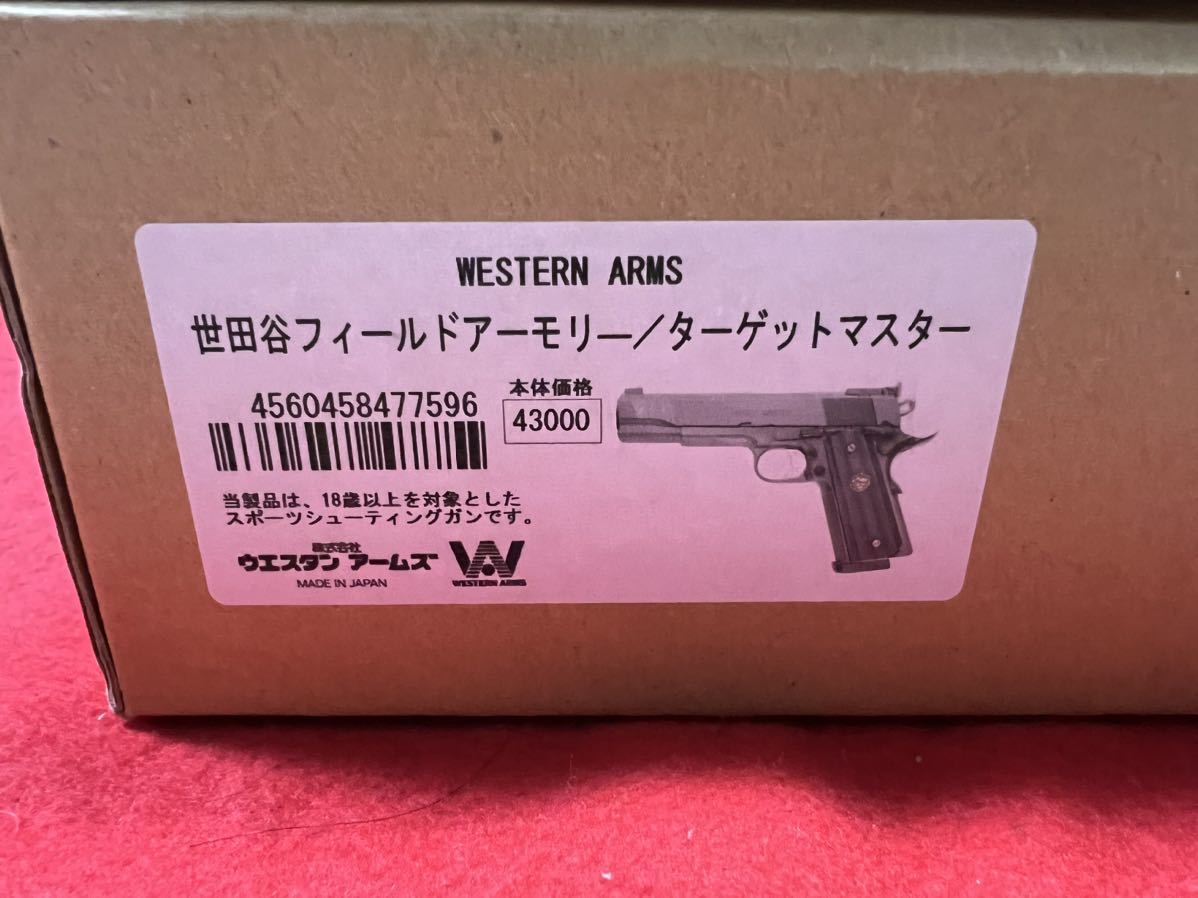 WESTERN ARMS
世田谷フィールドアーモリ―／ターゲットマスター
4560458477596
本体価格
43000
当製品は、18歳以上を対象とした
スポーツシューティングガンです。
株式会社
ウエスタン アームズ
MADE IN JAPAN
WESTERN ARMS